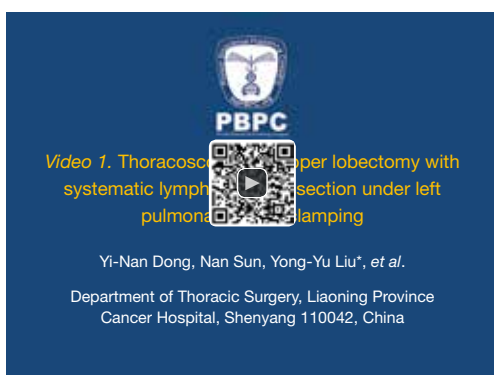 PBPC
Video 1. Thoracosc per lobectomy with
systematic lymph section under left
pulmona lamping
Yi-Nan Dong, Nan Sun, Yong-Yu Liu*, et al.
Department of Thoracic Surgery, Liaoning Province
Cancer Hospital, Shenyang 110042, China